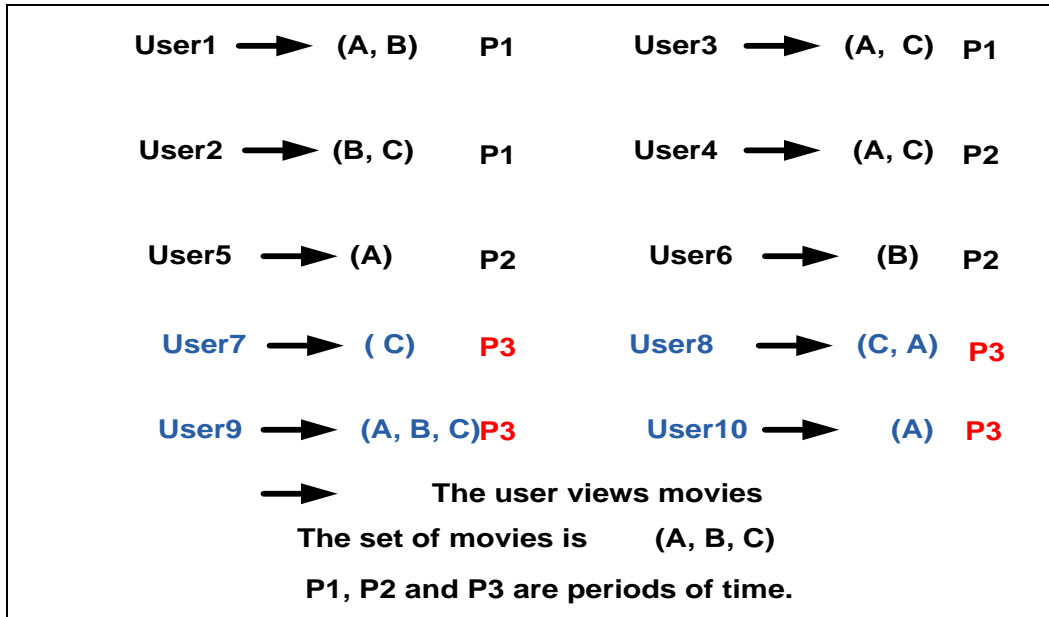 User1 (A, B) P1 User3 (A, C) P1
User2 (B, C) P1 User4 (A, C) P2
User5 (A) P2 User6 (B) P2
User7 ( C) P3 User8 (C, A) P3
User9 (A, B, C) P3 User10 (A) P3
The user views movies
The set of movies is (A, B, C)
P1, P2 and P3 are periods of time.